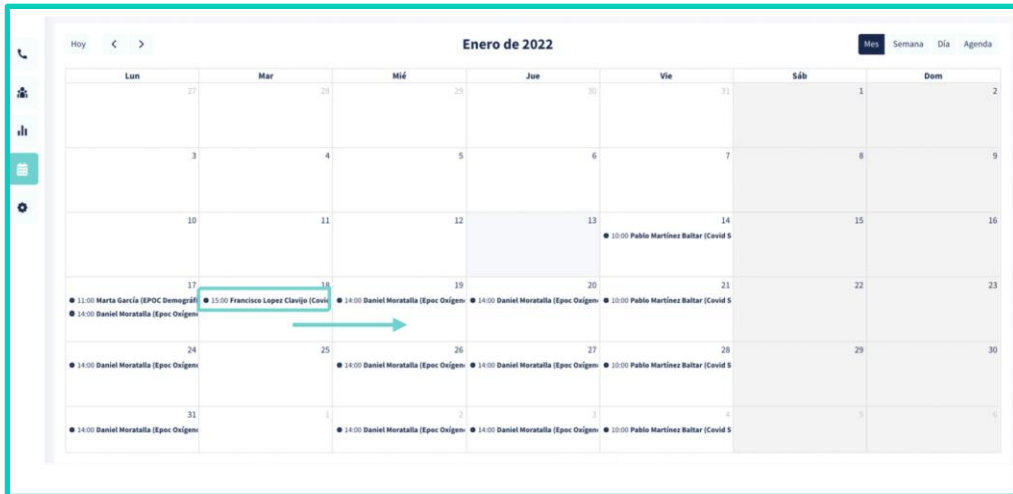 Hoy < > Enero de 2022 Mes Semana Día Agenda
Lun Mar Mié Jue Vie Sáb Dom
27 28 29 30 31 1 2
3 4 5 6 7 8 9
10 11 12 13 14 15 16
10:00 Pablo Martínez Baltar (Covid S
17 18 19 20 21 22 23
11:00 Marta García (EPOC Demográfi 15:00 Francisco Lopez Clavijo (Covid 14:00 Daniel Moratalla (Epoc Oxígen 14:00 Daniel Moratalla (Epoc Oxígen 10:00 Pablo Martínez Baltar (Covid S
14:00 Daniel Moratalla (Epoc Oxígen
24 25 26 27 28 29 30
14:00 Daniel Moratalla (Epoc Oxígen 14:00 Daniel Moratalla (Epoc Oxígen 14:00 Daniel Moratalla (Epoc Oxígen 10:00 Pablo Martínez Baltar (Covid S
31 1 2 3 4 5 6
14:00 Daniel Moratalla (Epoc Oxígen 14:00 Daniel Moratalla (Epoc Oxígen 14:00 Daniel Moratalla (Epoc Oxígen 10:00 Pablo Martínez Baltar (Covid S